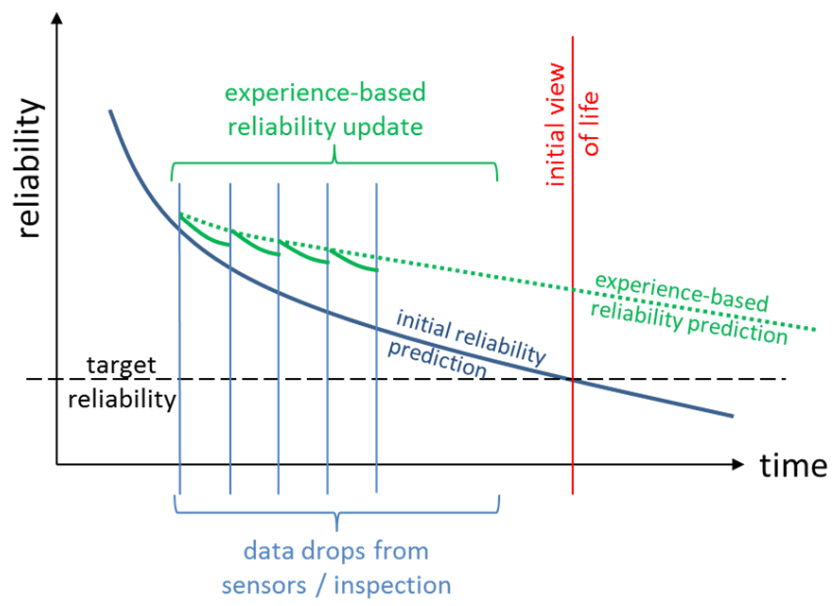 reliability
experience-based
reliability update
initial view
of life
experience-based
reliability prediction
initial reliability
prediction
target
reliability
time
data drops from
sensors / inspection